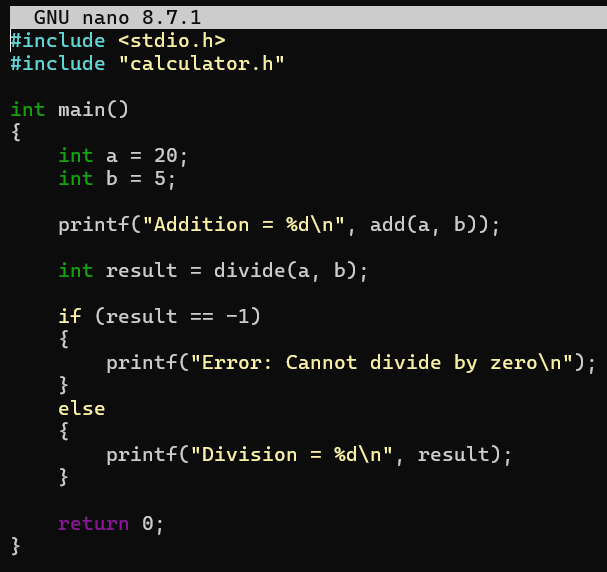 GNU nano 8.7.1
#include <stdio.h>
#include "calculator.h"
int main()
{
    int a = 20;
    int b = 5;
    printf("Addition = %d\n", add(a, b));
    int result = divide(a, b);
    if (result == -1)
    {
        printf("Error: Cannot divide by zero\n");
    }
    else
    {
        printf("Division = %d\n", result);
    }
    return 0;
}